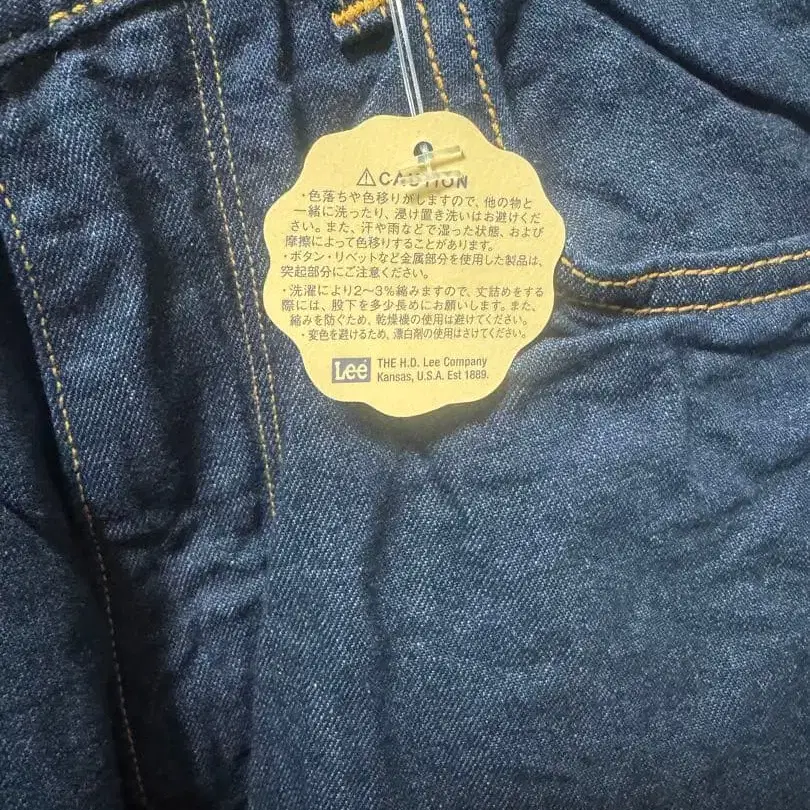 ⚠CAUTION
・色落ちや色移りがしますので、他の物と
一緒に洗ったり、浸け置き洗いはお避けくだ
さい。また、汗や雨などで湿った状態、および
摩擦によって色移りすることがあります。
・ボタン・リベットなど金属部分を使用した製品は、
突起部分にご注意ください。
・洗濯により2〜3%縮みますので、丈詰めをする
際には、股下を多少長めにお願いします。また、
縮みを防ぐため、乾燥機の使用は避けてください。
・変色を避けるため、漂白剤の使用はさけてください。
Lee THE H.D. Lee Company
Kansas, U.S.A. Est 1889.